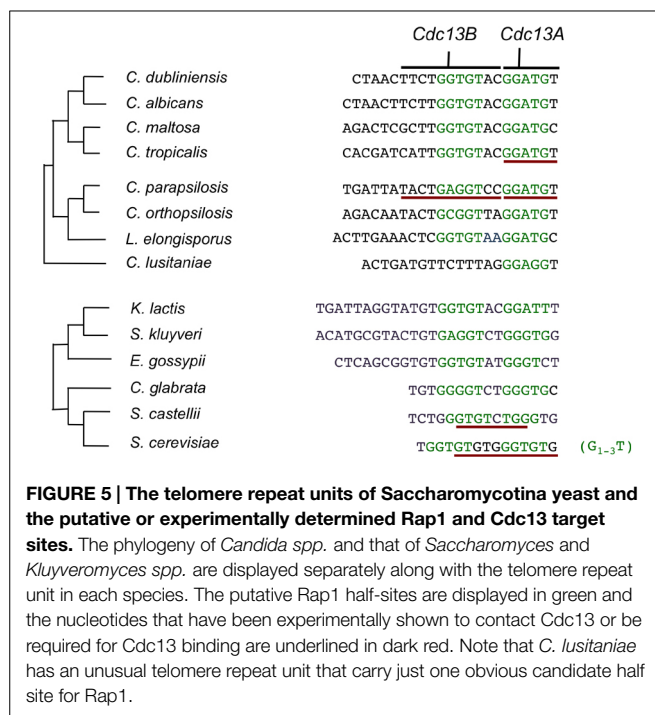 Cdc13B Cdc13A
C. dubliniensis CTAACTTCTGGTGTACGGATGT
C. albicans CTAACTTCTTGGTGTACGGATGT
C. maltosa AGACTCGCTTGGTGTACGGATGC
C. tropicalis CACGATCATTGGTGTACGGATGT
C. parapsilosis TGATTATACTGAGGTCCGGATGT
C. orthopsilosis AGACAATACTGCGGTTAGGATGT
L. elongisporus ACTTGAAACTCGGTGTAAGGATGC
C. lusitaniae ACTGATGTTCTTTAGGGAGGT
K. lactis TGATTAGGTATGTGGTGTACGGATTT
S. kluyveri ACATGCGTACTGTGAGGTCTGGGTGG
E. gossypii CTCAGCGGTGTGGTGTATGGGTCT
C. glabrata TGTGGGGTCTGGGTGC
S. castellii TCTGGGTGTCTGGGTG
S. cerevisiae TGGTGTGTGGGTGTG (G1–3T)
FIGURE 5 | The telomere repeat units of Saccharomycotina yeast and
the putative or experimentally determined Rap1 and Cdc13 target
sites. The phylogeny of Candida spp. and that of Saccharomyces and
Kluyveromyces spp. are displayed separately along with the telomere repeat
unit in each species. The putative Rap1 half-sites are displayed in green and
the nucleotides that have been experimentally shown to contact Cdc13 or be
required for Cdc13 binding are underlined in dark red. Note that C. lusitaniae
has an unusual telomere repeat unit that carry just one obvious candidate half
site for Rap1.